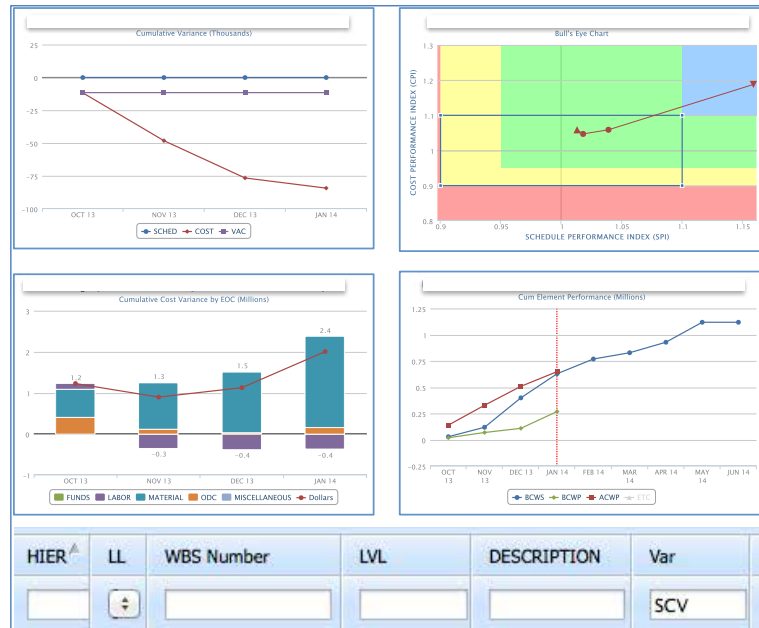 Cumulative Variance (Thousands)
25
0
-25
-50
-75
-100
OCT 13 NOV 13 DEC 13 JAN 14
SCHED COST VAC
Bull's Eye Chart
COST PERFORMANCE INDEX (CPI)
1.3
1.2
1.1
1
0.9
0.8
0.9 0.95 1 1.05 1.1 1.15
SCHEDULE PERFORMANCE INDEX (SPI)
Cumulative Cost Variance by EOC (Millions)
3
2
1
0
-1
1.2 1.3 1.5 2.4
-0.3 -0.4 -0.4
OCT 13 NOV 13 DEC 13 JAN 14
FUNDS LABOR MATERIAL ODC MISCELLANEOUS Dollars
Cum Element Performance (Millions)
1.25
1
0.75
0.5
0.25
0
-0.25
OCT NOV DEC 13 JAN 14 FEB 14 MAR APR 14 MAY JUN 14
13 13 14 14
BCWS BCWP ACWP ETC
HIER LL WBS Number LVL DESCRIPTION Var
SCV